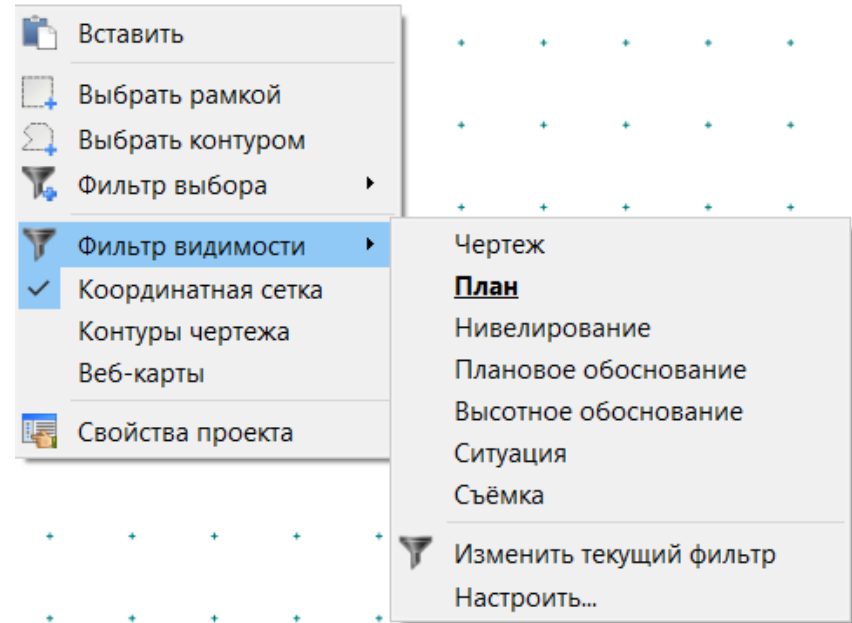 Вставить
Выбрать рамкой
Выбрать контуром
Фильтр выбора
Фильтр видимости
Координатная сетка
Контуры чертежа
Веб-карты
Свойства проекта
Чертеж
План
Нивелирование
Плановое обоснование
Высотное обоснование
Ситуация
Съёмка
Изменить текущий фильтр
Настроить...